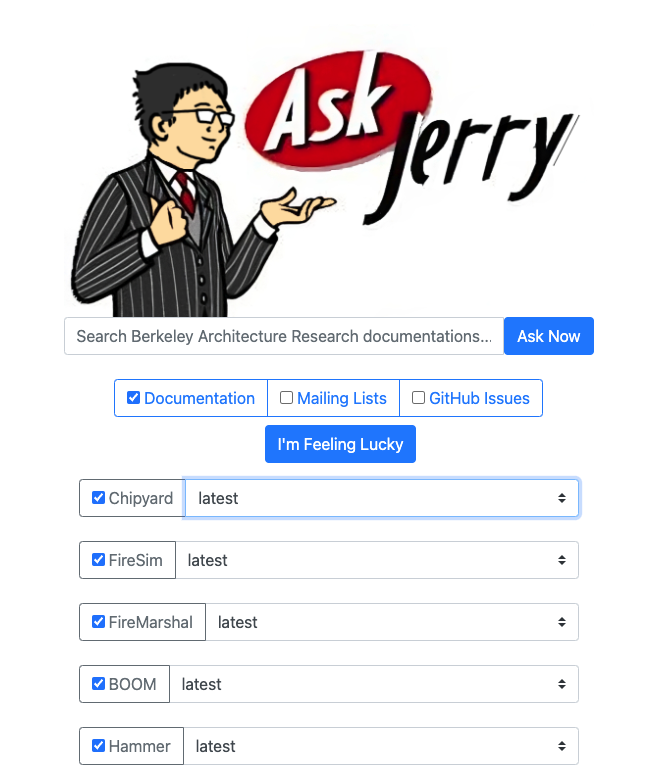 Ask
Jerry
Search Berkeley Architecture Research documentations... Ask Now
Documentation Mailing Lists GitHub Issues
I'm Feeling Lucky
Chipyard latest
FireSim latest
FireMarshal latest
BOOM latest
Hammer latest